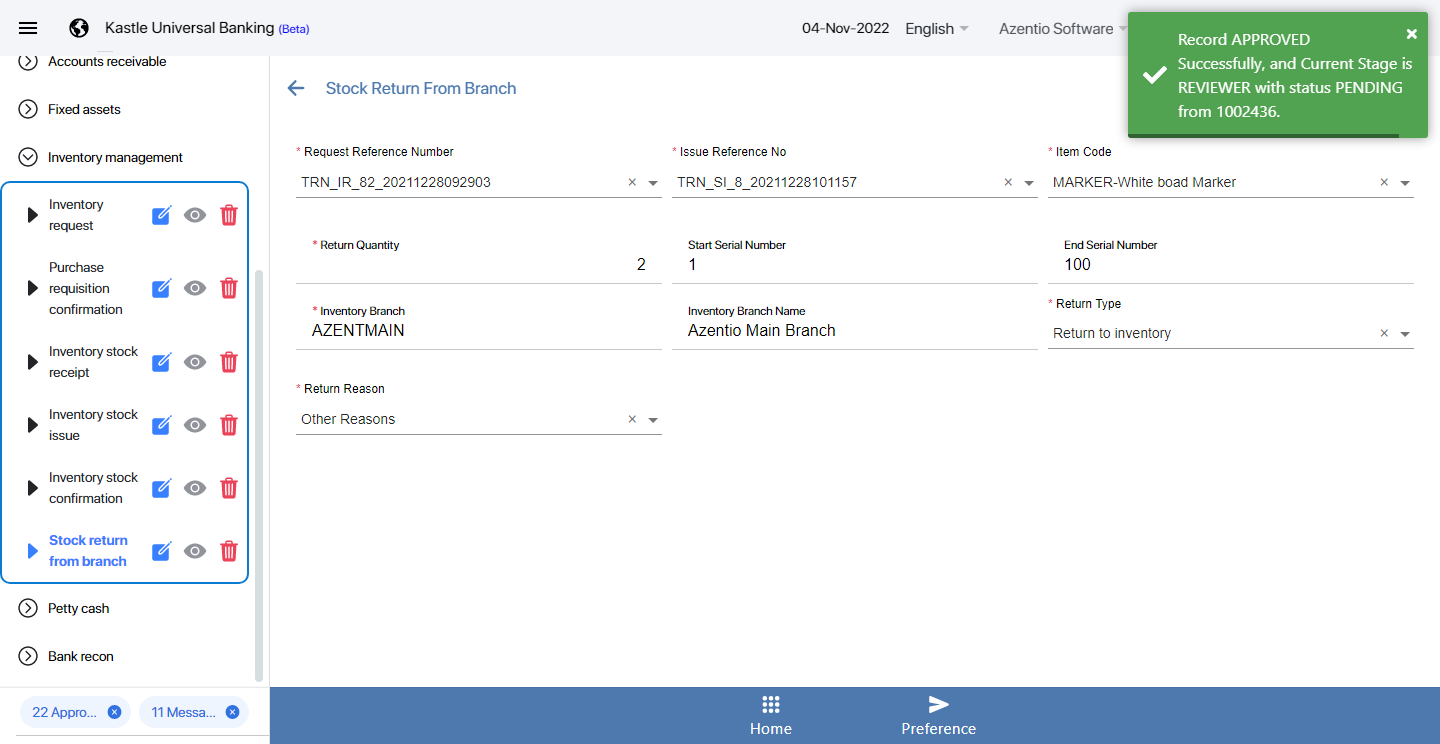 Kastle Universal Banking (Beta)
04-Nov-2022
English
Azentio Software
Record APPROVED
Successfully, and Current Stage is
REVIEWER with status PENDING
from 1002436.
Accounts receivable
Fixed assets
Inventory management
Inventory
request
Purchase
requisition
confirmation
Inventory stock
receipt
Inventory stock
issue
Inventory stock
confirmation
Stock return
from branch
Petty cash
Bank recon
22 Appro...
11 Messa...
Stock Return From Branch
* Request Reference Number
TRN_IR_82_20211228092903
* Issue Reference No
TRN_SI_8_20211228101157
* Item Code
MARKER-White boad Marker
* Return Quantity
2
Start Serial Number
1
End Serial Number
100
* Inventory Branch
AZENTMAIN
Inventory Branch Name
Azentio Main Branch
* Return Type
Return to inventory
* Return Reason
Other Reasons
Home
Preference